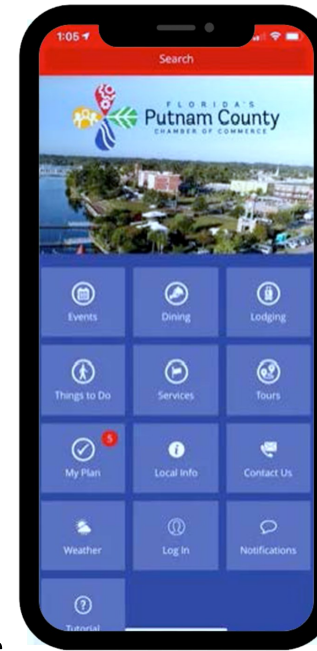 1:05
Search
FLORIDA'S
Putnam County
CHAMBER OF COMMERCE
Events
Dining
Lodging
Things to Do
Services
Tours
5
My Plan
Local Info
Contact Us
Weather
Log In
Notifications
Tutorial